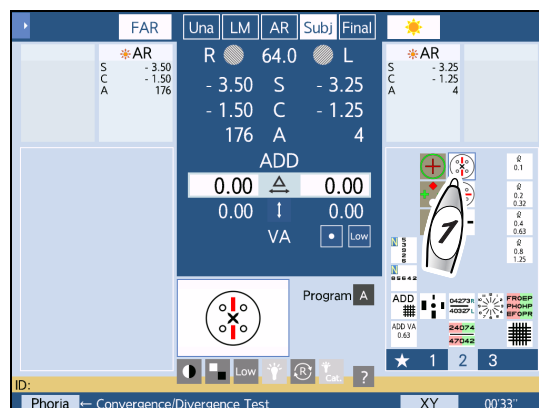 FAR
Una LM AR Subj Final
AR
S - 3.50
C - 1.50
A 176
R 64.0 L
- 3.50 S - 3.25
- 1.50 C - 1.25
176 A 4
ADD
0.00 0.00
0.00 0.00
VA Low
AR
S - 3.25
C - 1.25
A 4
Program A
Low Cat. ?
0.1
0.2
0.32
0.4
0.63
0.8
1.25
1
N
N
ADD
04273R
40327L
FROEP
PHOHP
EFOPR
ADD VA
0.63
24074
47042
★ 1 2 3
ID:
Phoria ← Convergence/Divergence Test XY 00'33"